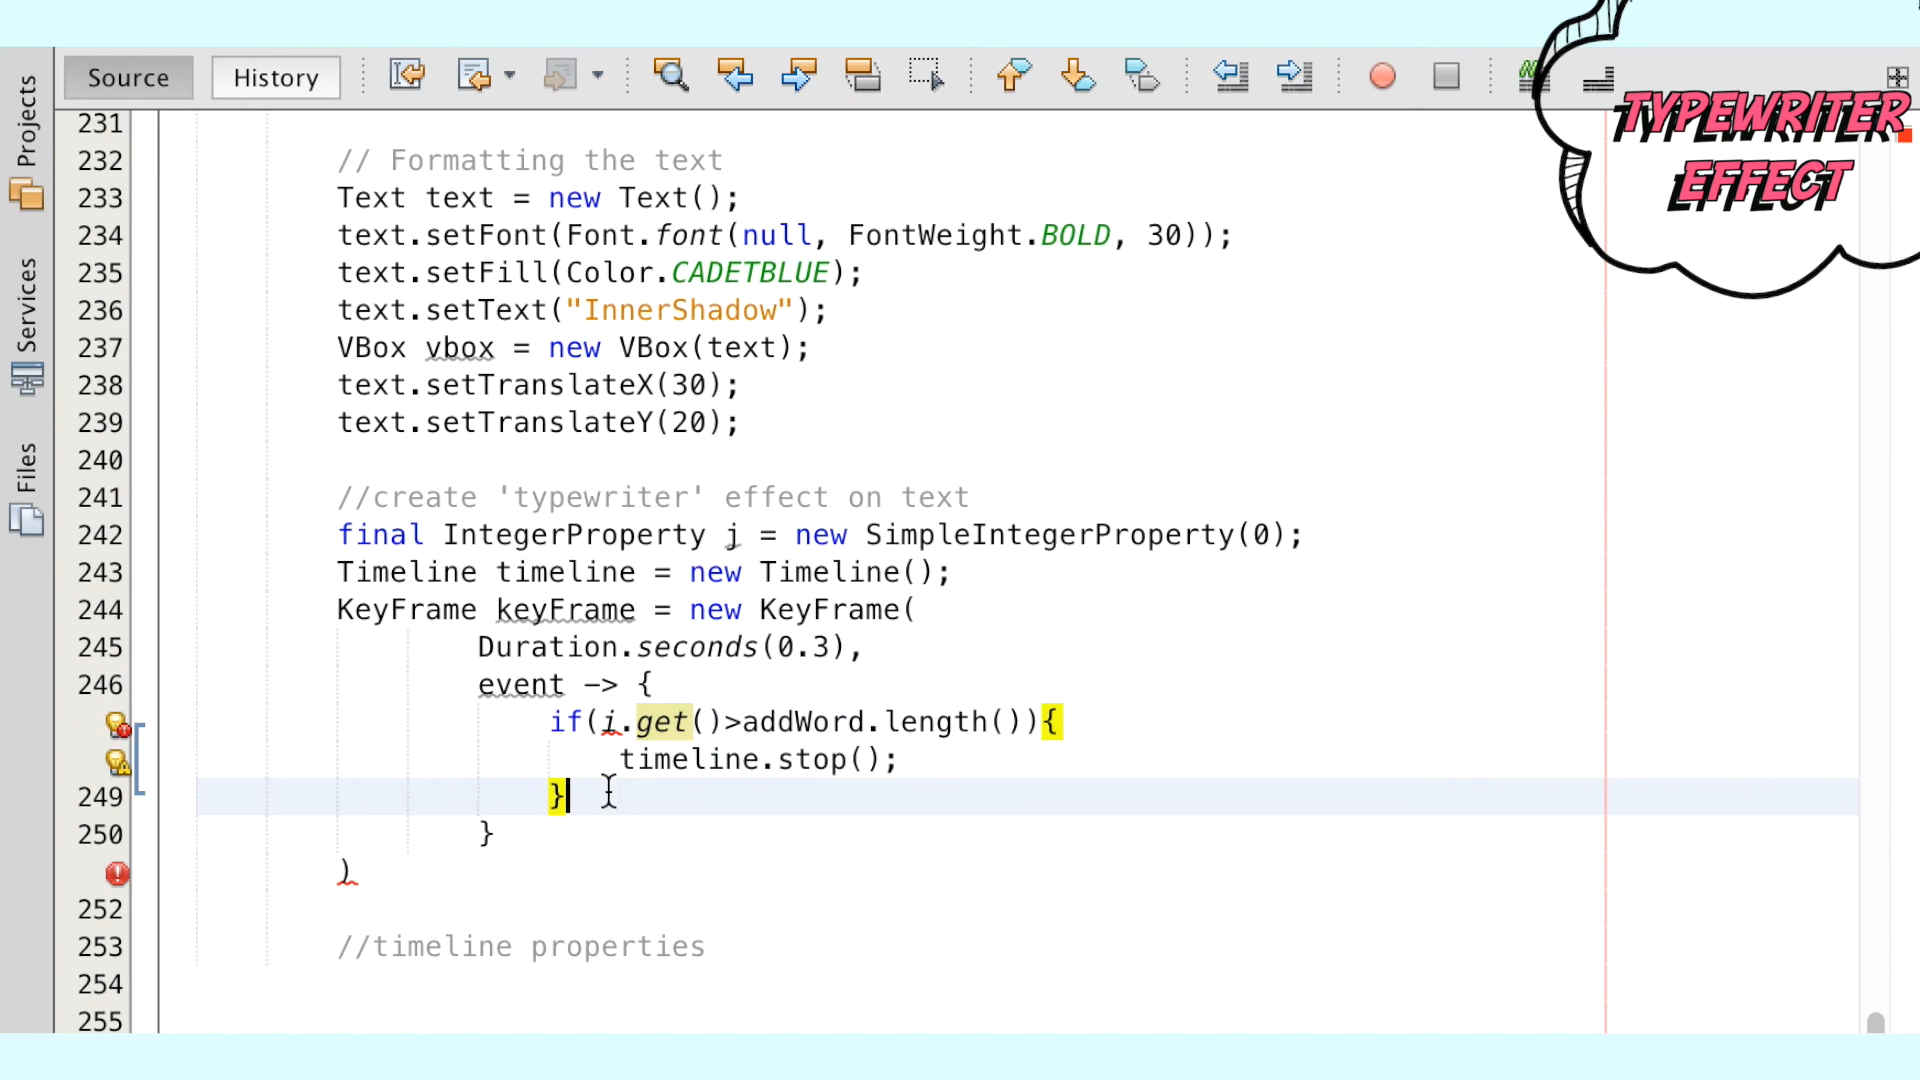 Source
History
TYPEWRITER
EFFECT
Projects
Services
Files
231
232 // Formatting the text
233 Text text = new Text();
234 text.setFont(Font.font(null, FontWeight.BOLD, 30));
235 text.setFill(Color.CADETBLUE);
236 text.setText("InnerShadow");
237 VBox vbox = new VBox(text);
238 text.setTranslateX(30);
239 text.setTranslateY(20);
240
241 //create 'typewriter' effect on text
242 final IntegerProperty j = new SimpleIntegerProperty(0);
243 Timeline timeline = new Timeline();
244 KeyFrame keyFrame = new KeyFrame(
245 Duration.seconds(0.3),
246 event -> {
if(i.get()>addWord.length()){
timeline.stop();
249 }
250 }
)
252
253 //timeline properties
254
255